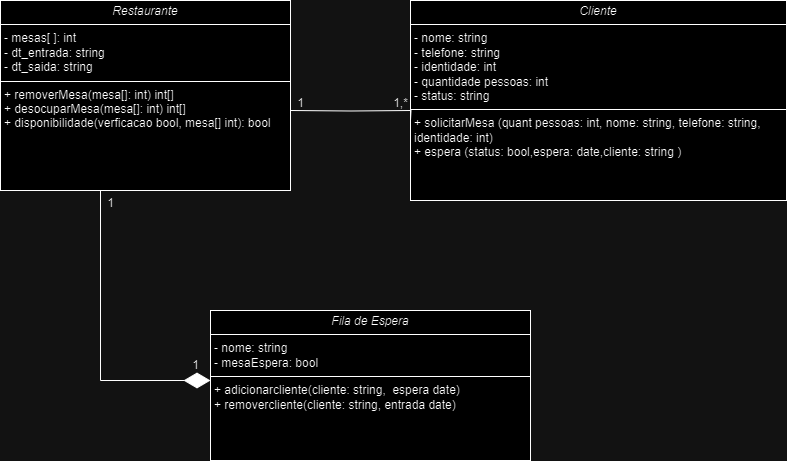 Restaurante
- mesas[ ]: int
- dt_entrada: string
- dt_saida: string
+ removerMesa(mesa[]: int) int[]
+ desocuparMesa(mesa[]: int) int[]
+ disponibilidade(verficacao bool, mesa[] int): bool
1
1,*
Cliente
- nome: string
- telefone: string
- identidade: int
- quantidade pessoas: int
- status: string
+ solicitarMesa (quant pessoas: int, nome: string, telefone: string,
identidade: int)
+ espera (status: bool,espera: date,cliente: string )
1
1
Fila de Espera
- nome: string
- mesaEspera: bool
+ adicionarcliente(cliente: string,  espera date)
+ removercliente(cliente: string, entrada date)